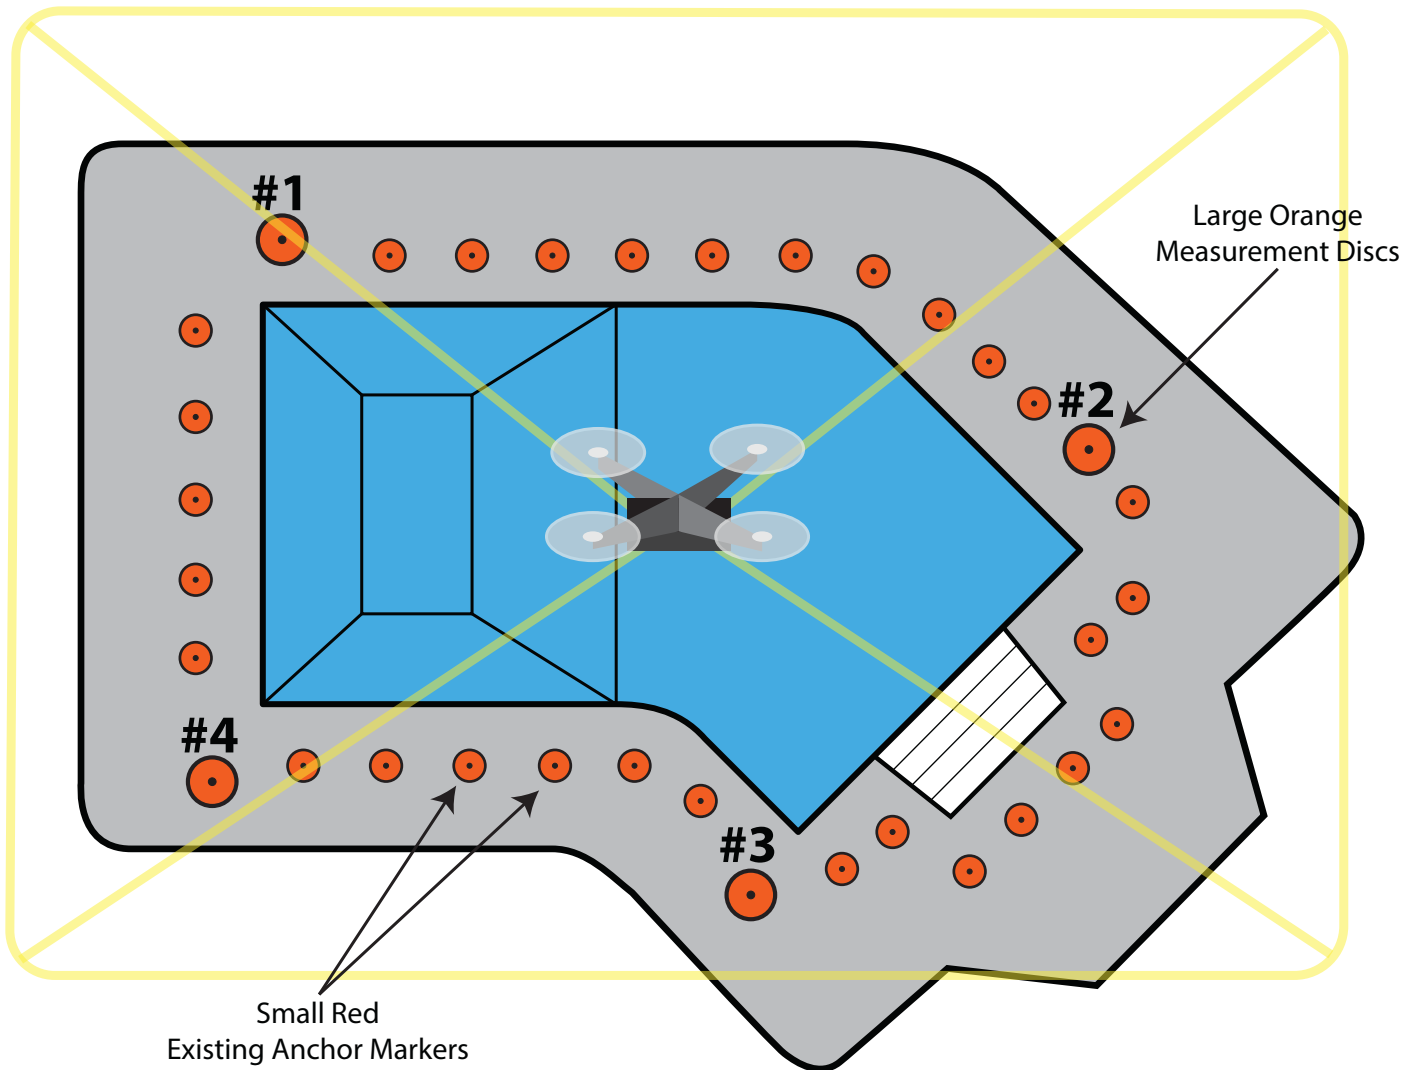 #1
Large Orange
Measurement Discs
#2
#4
#3
Small Red
Existing Anchor Markers